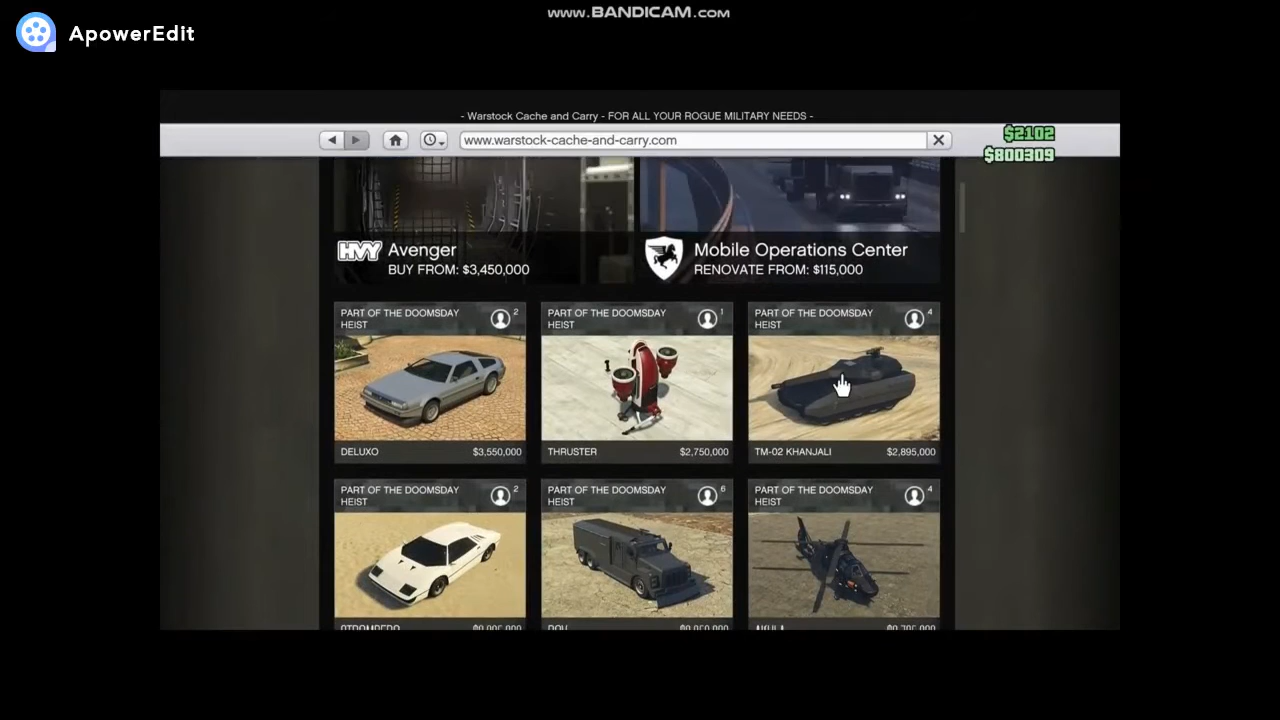 www.BANDICAM.com
ApowerEdit
- Warstock Cache and Carry - FOR ALL YOUR ROGUE MILITARY NEEDS -
www.warstock-cache-and-carry.com
$2102
$800309
HVY Avenger
BUY FROM: $3,450,000
Mobile Operations Center
RENOVATE FROM: $115,000
PART OF THE DOOMSDAY
HEIST
2
PART OF THE DOOMSDAY
HEIST
1
PART OF THE DOOMSDAY
HEIST
4
DELUXO $3,550,000
THRUSTER $2,750,000
TM-02 KHANJALI $2,895,000
PART OF THE DOOMSDAY
HEIST
2
PART OF THE DOOMSDAY
HEIST
6
PART OF THE DOOMSDAY
HEIST
4